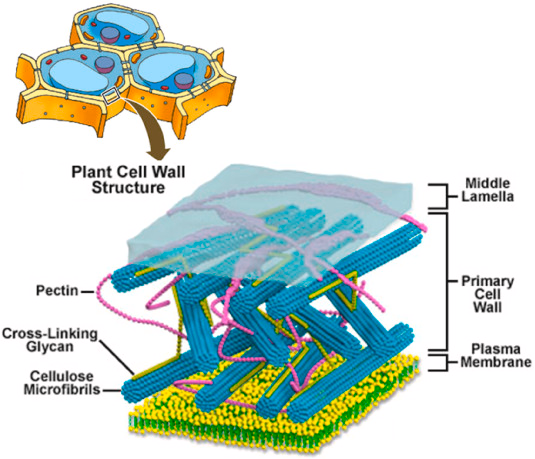 Plant Cell Wall
Structure
Middle
Lamella
Pectin
Primary
Cell
Wall
Cross-Linking
Glycan
Plasma
Membrane
Cellulose
Microfibrils